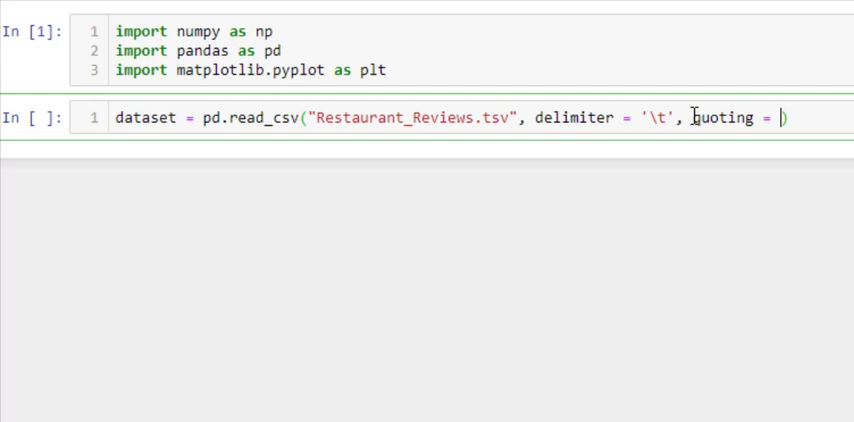 In [1]: 1 import numpy as np
2 import pandas as pd
3 import matplotlib.pyplot as plt
In [ ]: 1 dataset = pd.read_csv("Restaurant_Reviews.tsv", delimiter = '\t', quoting = )